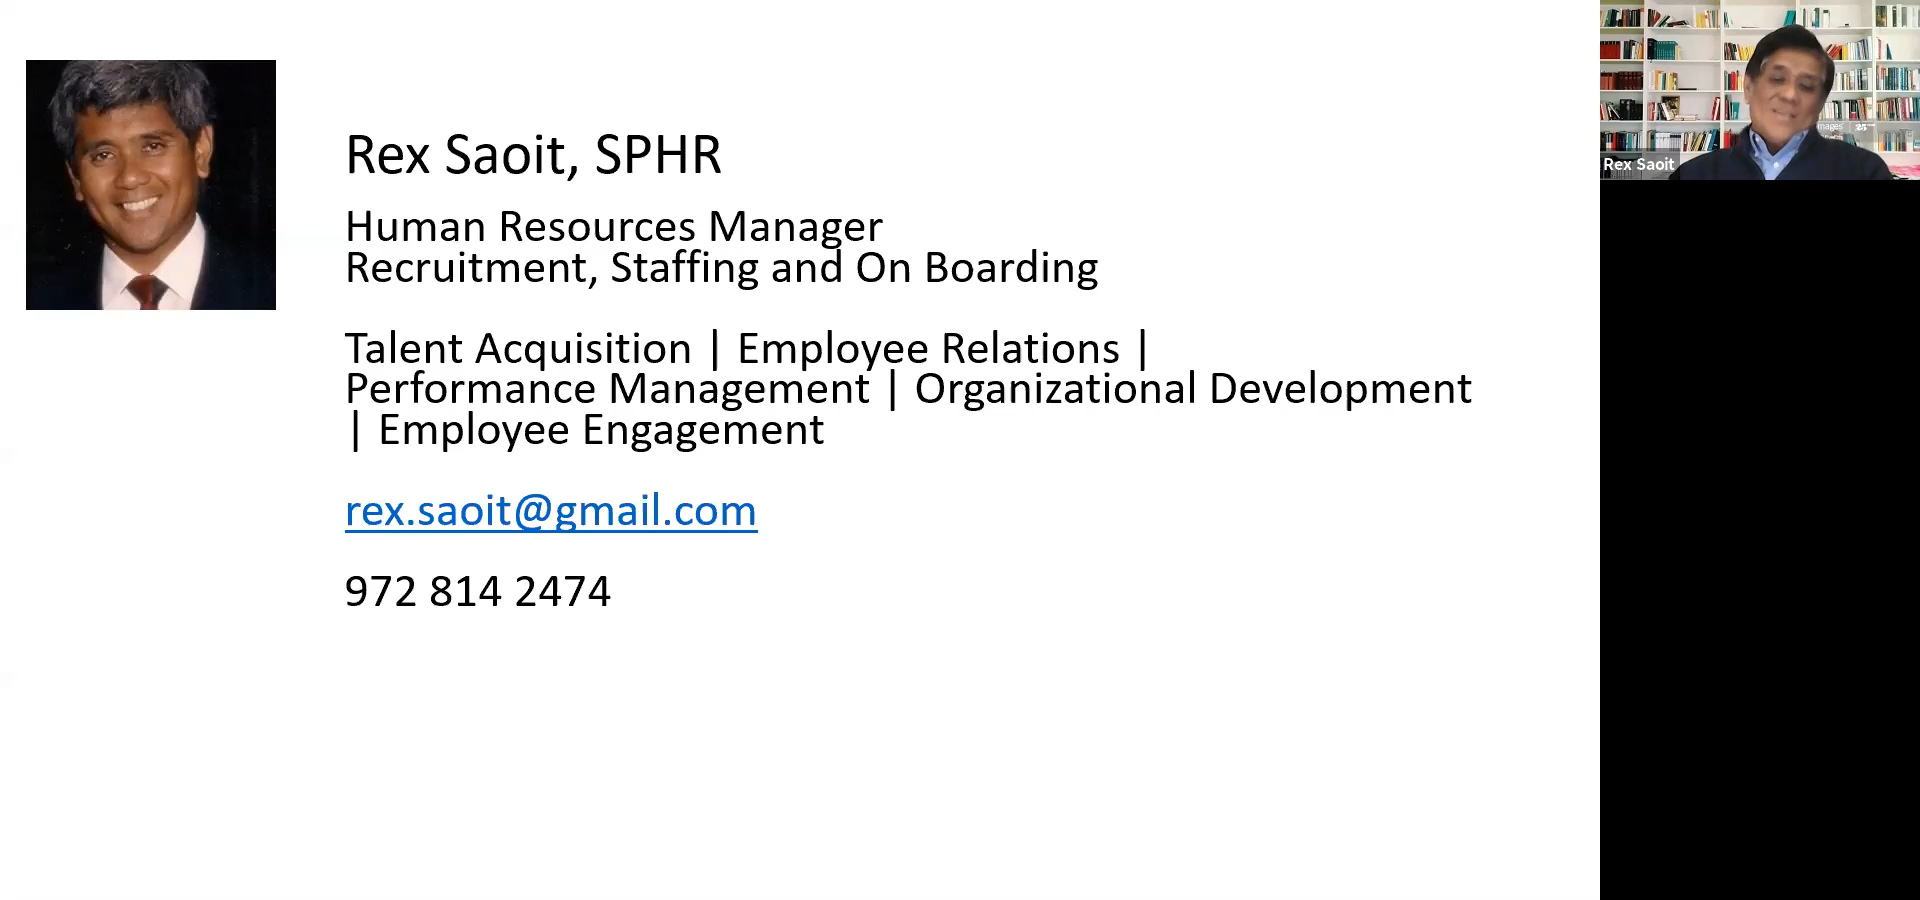 Rex Saoit, SPHR
Human Resources Manager
Recruitment, Staffing and On Boarding
Talent Acquisition | Employee Relations |
Performance Management | Organizational Development
| Employee Engagement
rex.saoit@gmail.com
972 814 2474
Rex Saoit